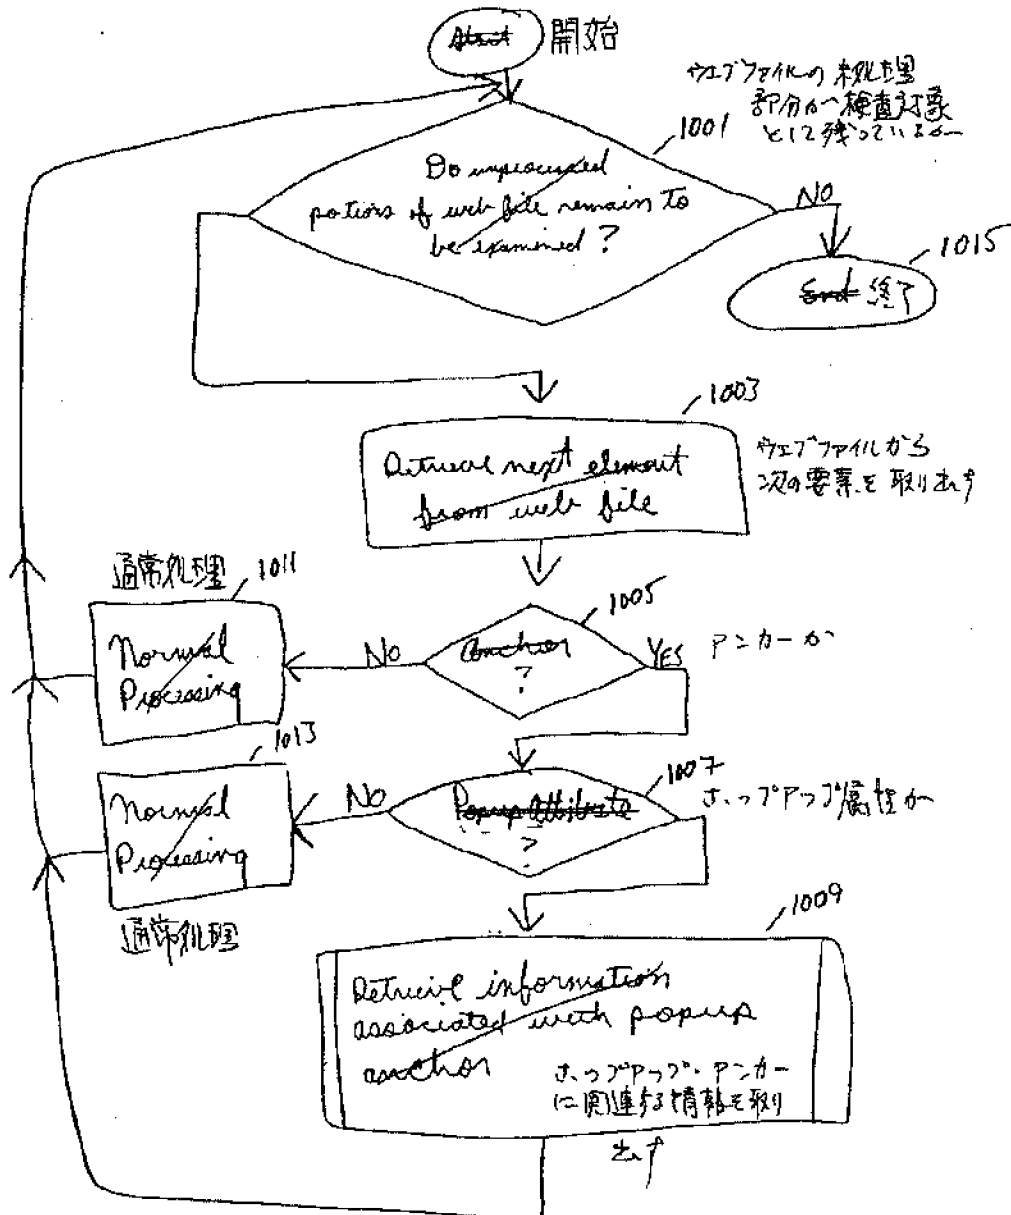 Start 開始
ウエブファイルの未処理
部分が検査対象
として残っているか
1001
Do unprocessed
potions of web file remain to
be examined ?
NO
1015
End 終了
1003
Retrieve next element
from web file
ウエブファイルから
次の要素を取り出す
通常処理
1011
Normal
Processing
No
1005
Anchor
?
YES
アンカーか
1013
Normal
Processing
通常処理
No
1007
Popup Attribute
?
ポップアップ属性か
1009
Retrieve information
associated with popup
anchor
ポップアップ・アンカー
に関連する情報を取り
出す